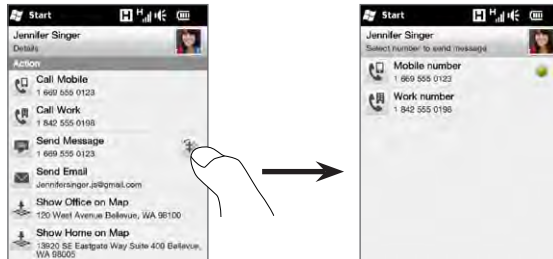 Start
H H
Jennifer Singer
Details
Action
Call Mobile
1 669 555 0123
Call Work
1 842 555 0198
Send Message
1 669 555 0123
Send Email
Jennifersinger.js@gmail.com
Show Office on Map
120 West Avenue Bellevue, WA 98100
Show Home on Map
13920 SE Eastgate Way Suite 400 Bellevue,
WA 98005
Start
H H
Jennifer Singer
Select number to send message
Mobile number
1 669 555 0123
Work number
1 842 555 0198